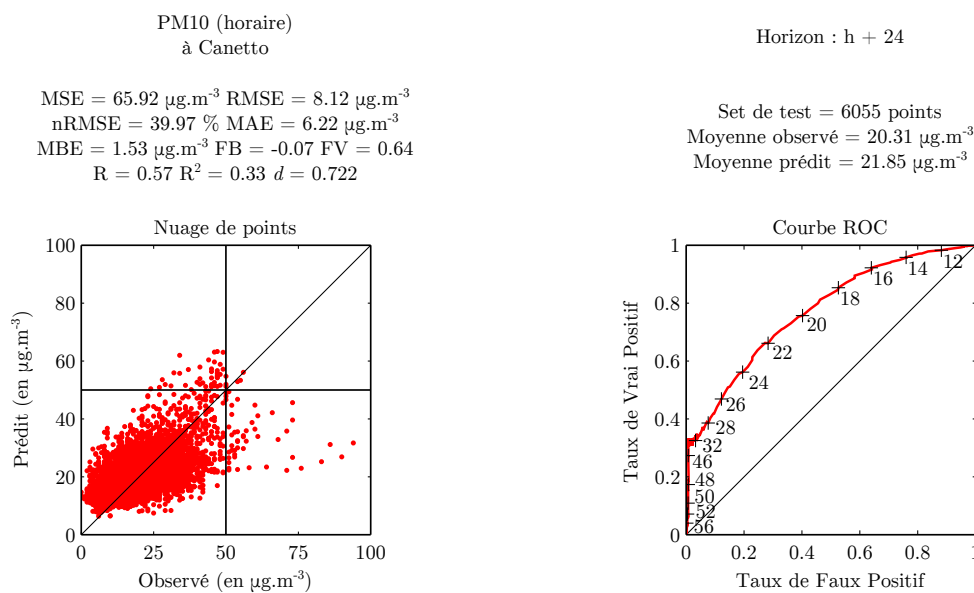 PM10 (horaire)
à Canetto
MSE = 65.92 µg.m-3 RMSE = 8.12 µg.m-3
nRMSE = 39.97 % MAE = 6.22 µg.m-3
MBE = 1.53 µg.m-3 FB = -0.07 FV = 0.64
R = 0.57 R2 = 0.33 d = 0.722
Horizon : h + 24
Set de test = 6055 points
Moyenne observé = 20.31 µg.m-3
Moyenne prédit = 21.85 µg.m-3
Nuage de points
100
80
60
40
20
0
0 25 50 75 100
Prédit (en µg.m-3)
Observé (en µg.m-3)
Courbe ROC
1
0.8
0.6
0.4
0.2
0
0 0.2 0.4 0.6 0.8 1
Taux de Vrai Positif
Taux de Faux Positif
12
14
16
18
20
22
24
26
28
32
46
48
50
52
56